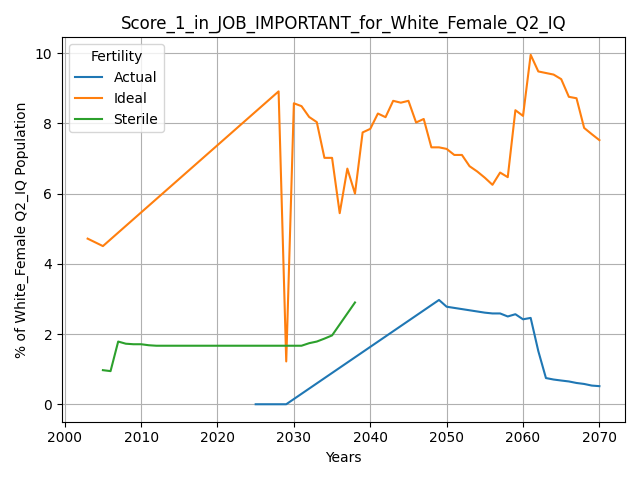 Score_1_in_JOB_IMPORTANT_for_White_Female_Q2_IQ
Fertility
Actual
Ideal
Sterile
% of White_Female Q2_IQ Population
10
8
6
4
2
0
2000 2010 2020 2030 2040 2050 2060 2070
Years